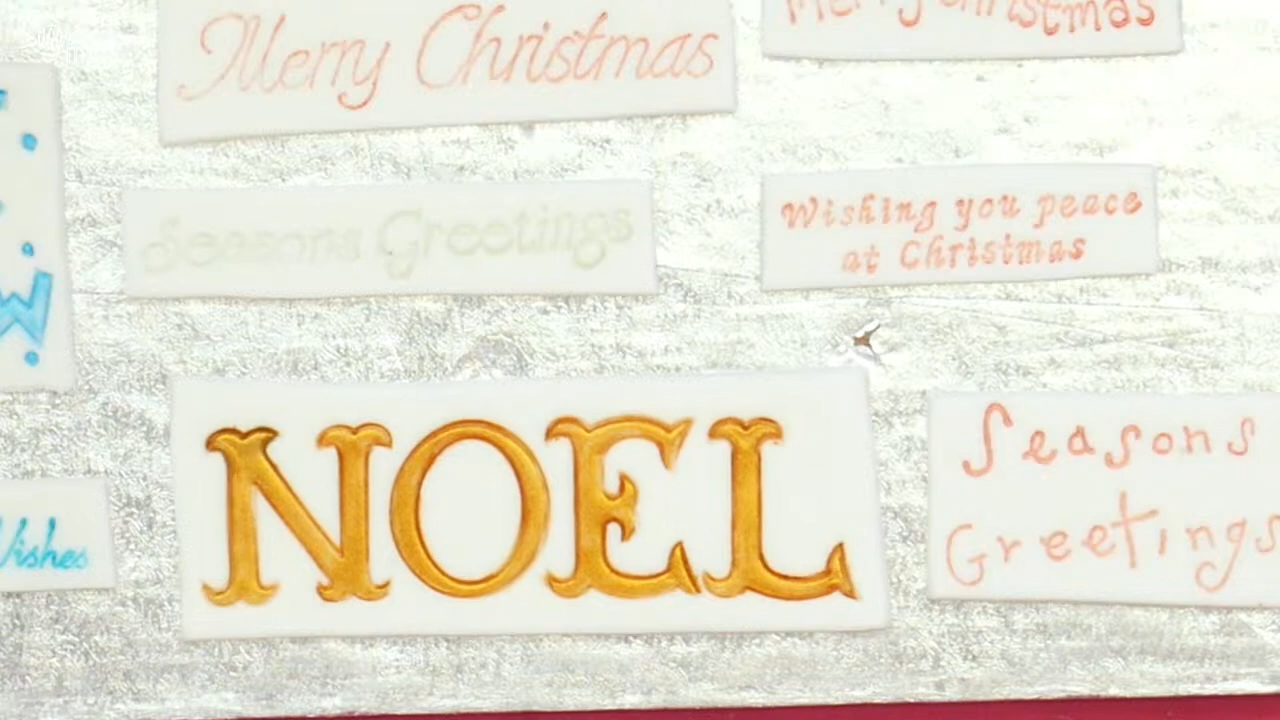 Merry Christmas
Merry Christmas
Seasons Greetings
Wishing you peace
at Christmas
NOEL
Seasons
Greetings
Wishes